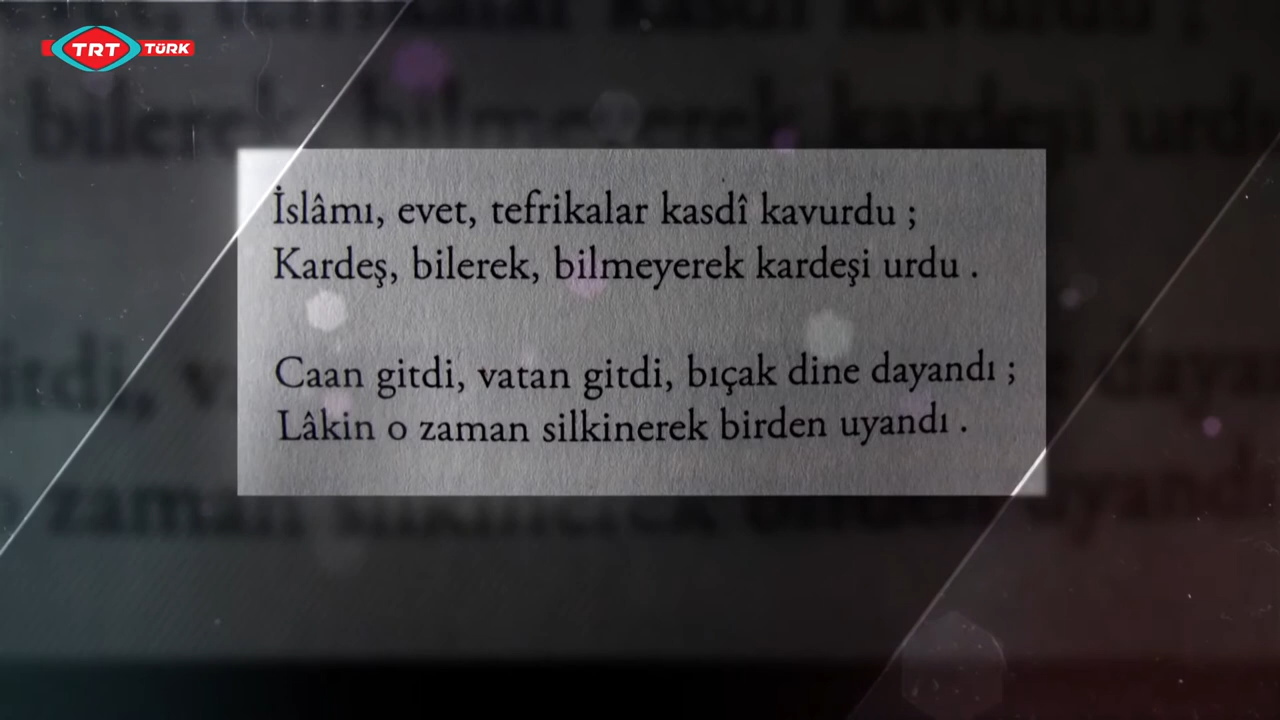 TRT TÜRK
İslâmı, evet, tefrikalar kasdî kavurdu ;
Kardeş, bilerek, bilmeyerek kardeşi urdu .
Caan gitdi, vatan gitdi, bıçak dine dayandı ;
Lâkin o zaman silkinerek birden uyandı .